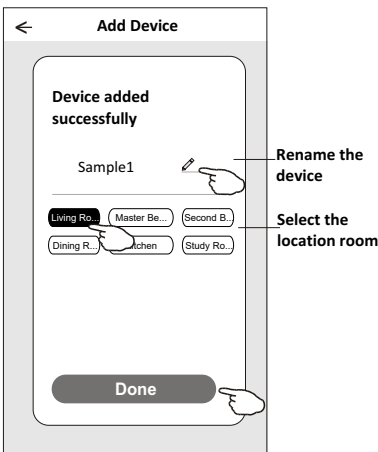 Add Device
Device added
successfully
Sample1
Rename the
device
Living Ro...
Master Be...
Second B...
Select the
location room
Dining R...
Study Ro...
Done